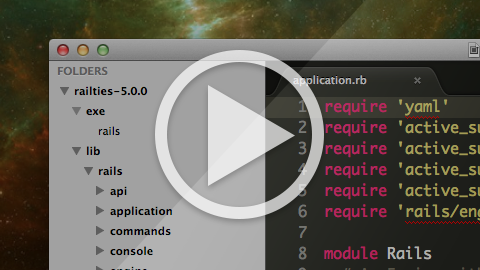 FOLDERS
railties-5.0.0
exe
rails
lib
rails
api
application
commands
console
engine
application.rb ×
1 require 'yaml'
2 require 'active_su
3 require 'active_su
4 require 'active_su
5 require 'active_su
6 require 'rails/eng
7
8 module Rails